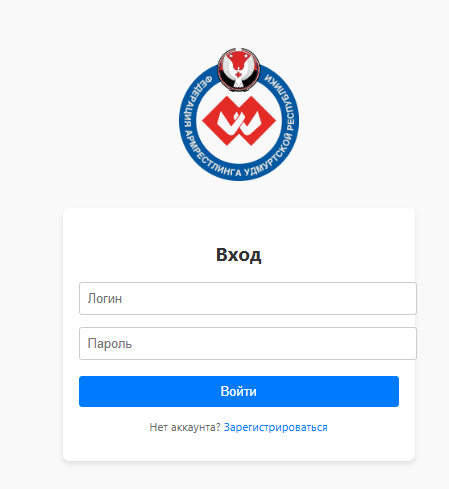 ФЕДЕРАЦИЯ АРМРЕСТЛИНГА УДМУРТСКОЙ РЕСПУБЛИКИ
Вход
Логин
Пароль
Войти
Нет аккаунта? Зарегистрироваться